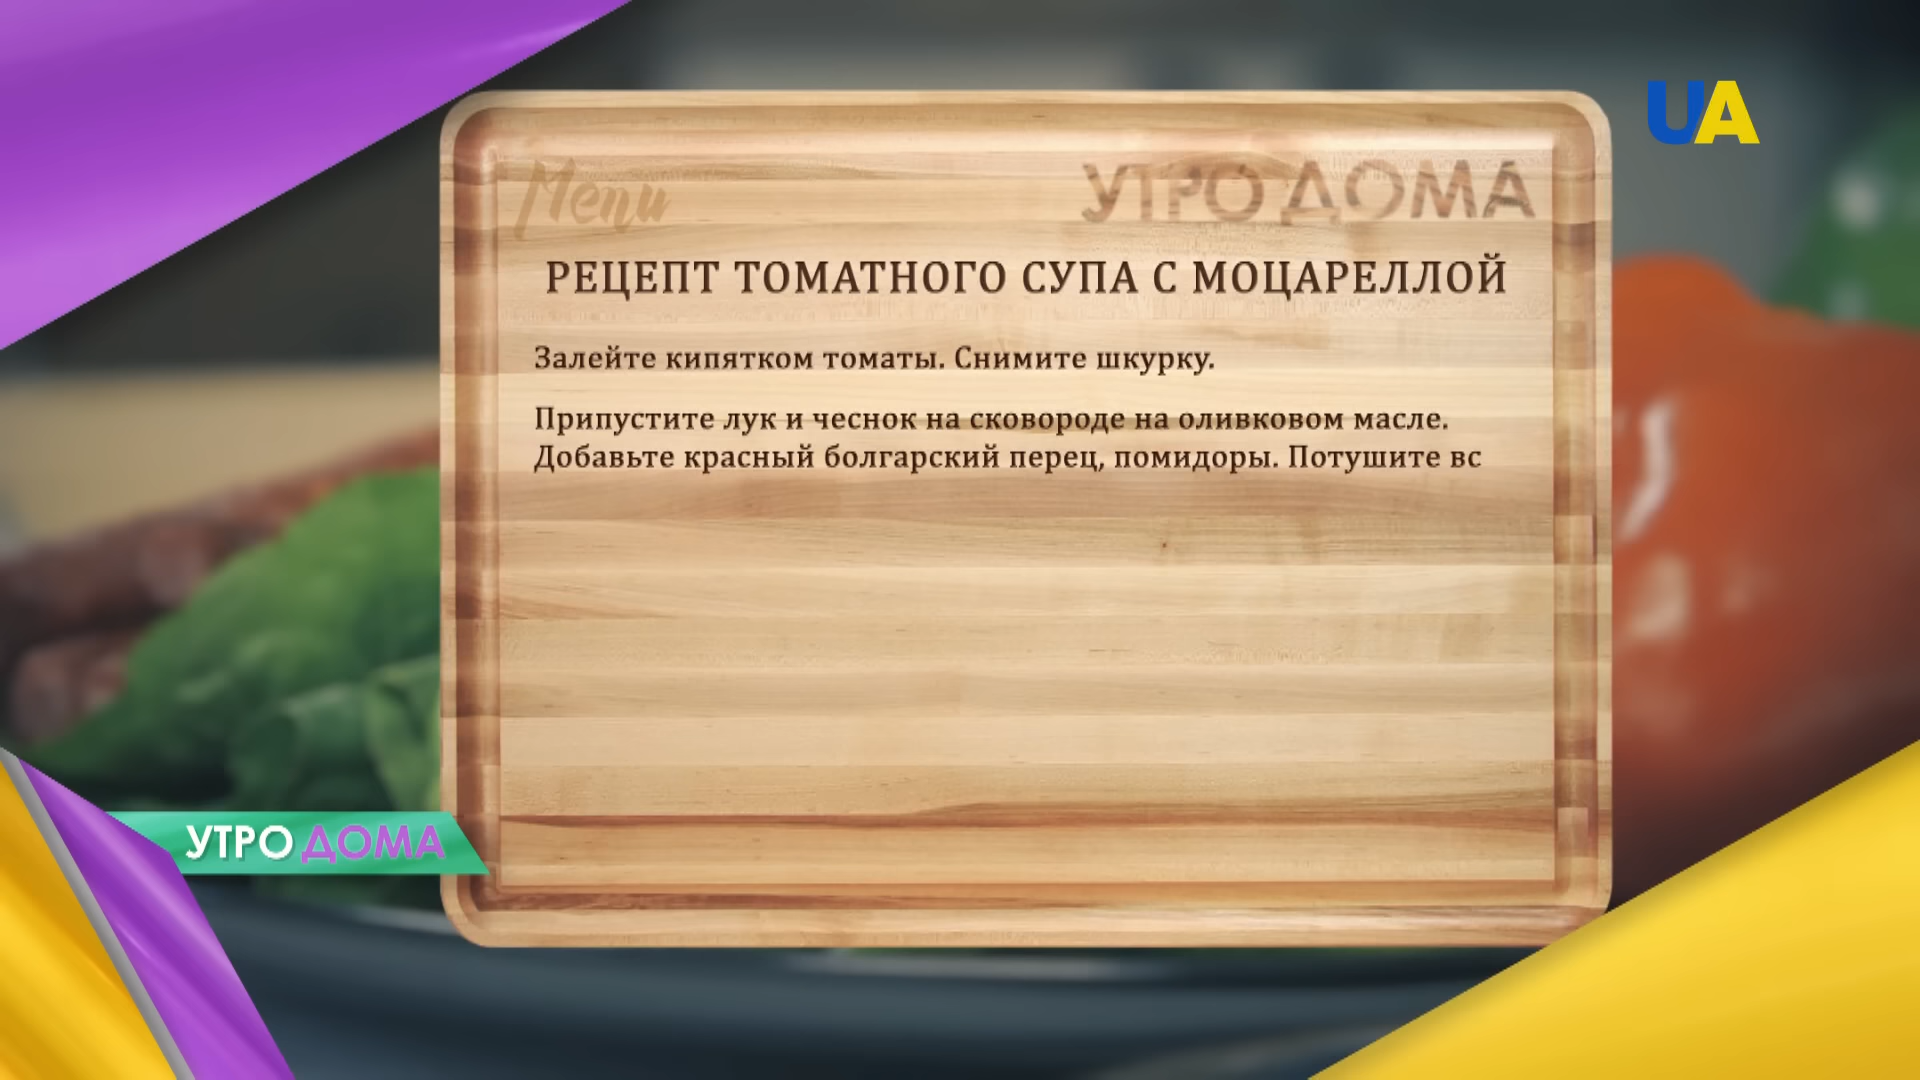 UA
Menu
УТРО ДОМА
РЕЦЕПТ ТОМАТНОГО СУПА С МОЦАРЕЛЛОЙ
Залейте кипятком томаты. Снимите шкурку.
Припустите лук и чеснок на сковороде на оливковом масле.
Добавьте красный болгарский перец, помидоры. Потушите вс
УТРО ДОМА